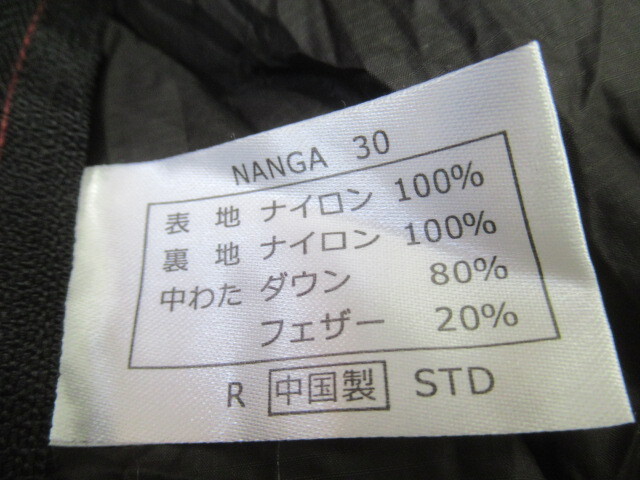 NANGA 30
表地 ナイロン 100%
裏地 ナイロン 100%
中わた ダウン 80%
フェザー 20%
R 中国製 STD